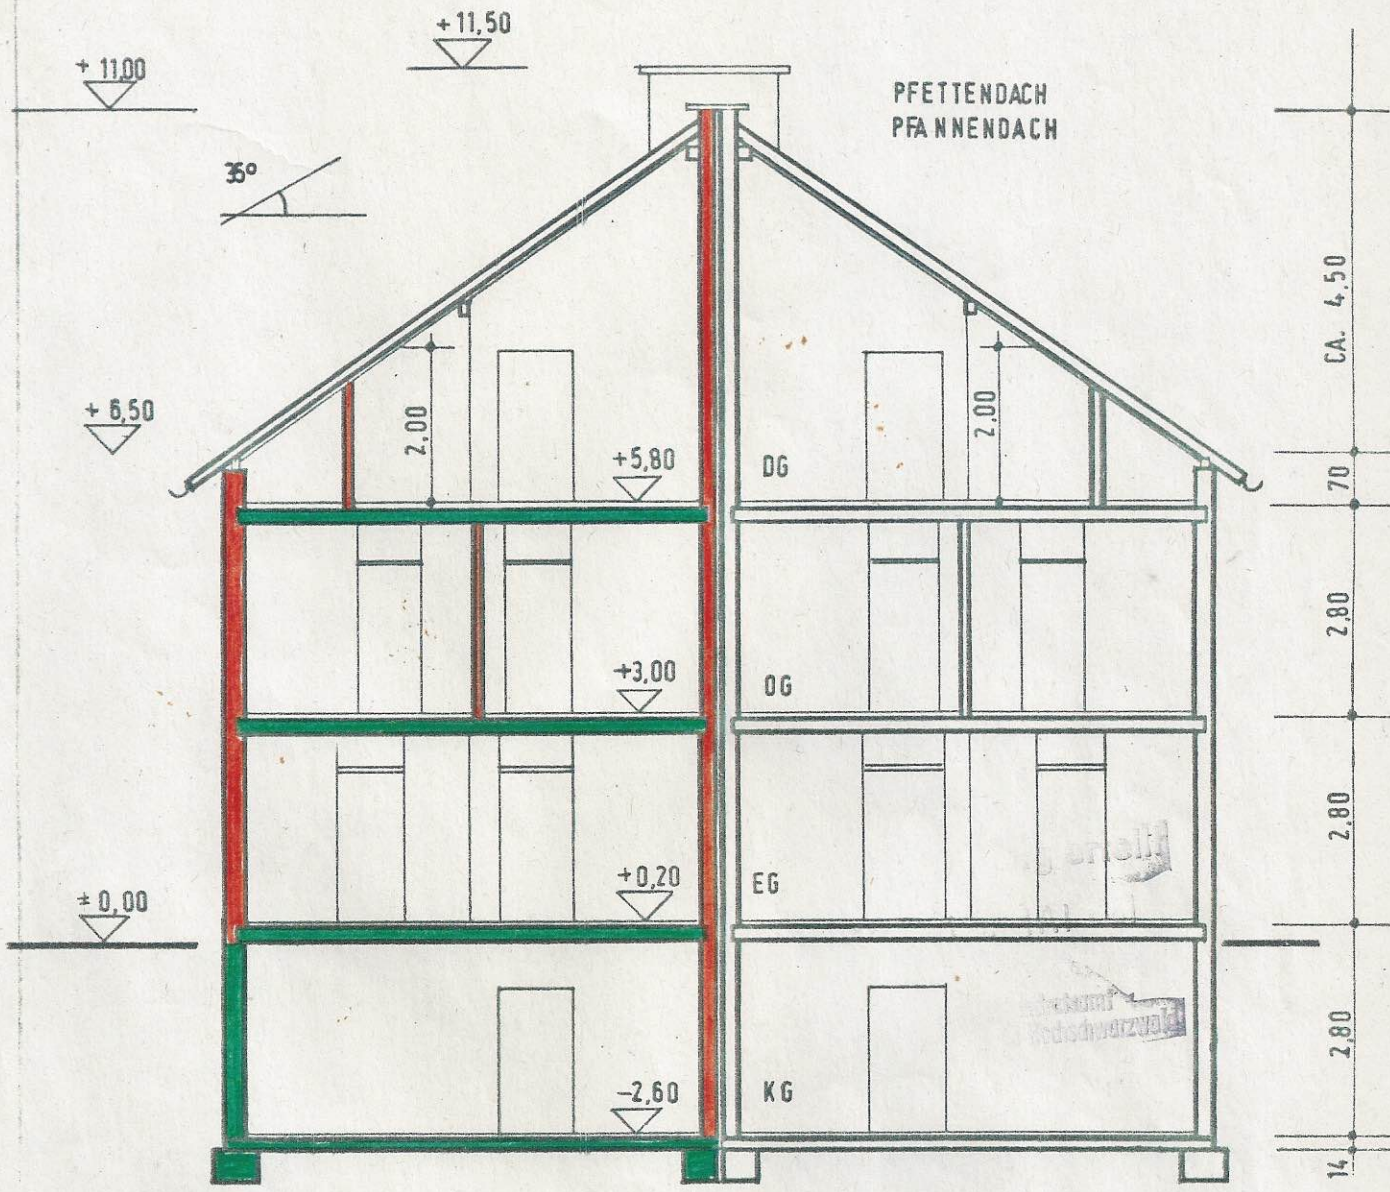 +11,50
+ 11,00
PFETTENDACH
PFANNENDACH
35°
CA. 4,50
+ 6,50
2,00
2,00
+5,80
DG
70
2,80
+3,00
OG
2,80
+0,20
EG
± 0,00
2,80
-2,60
KG
14